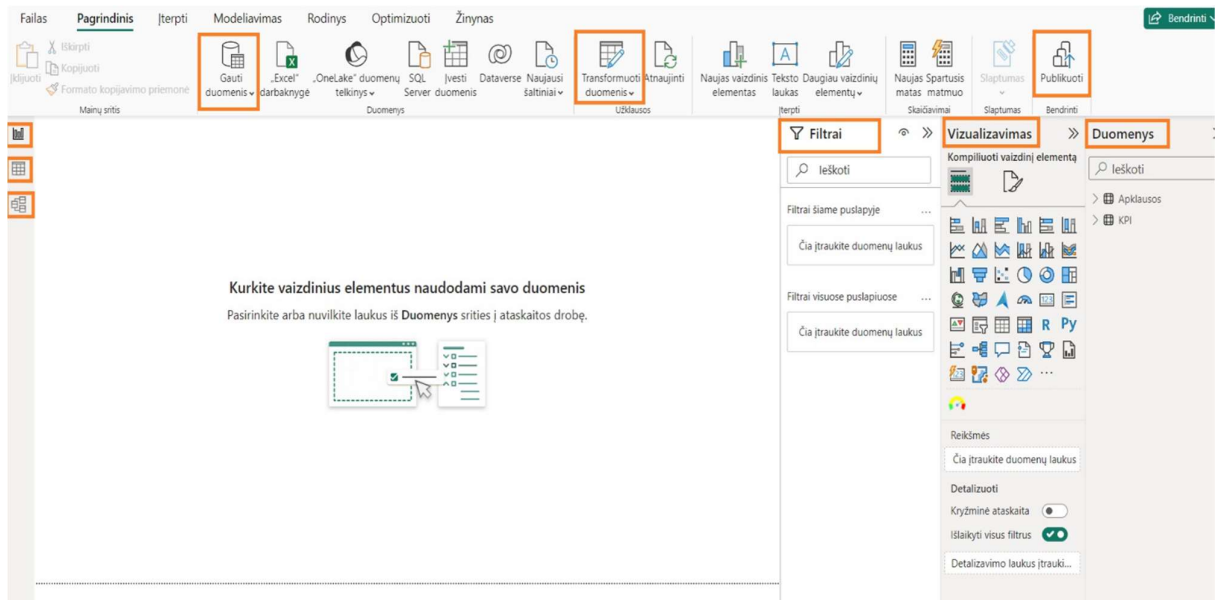 Failas Pagrindinis Įterpti Modeliavimas Rodinys Optimizuoti Žinynas
Bendrinti
Įklijuoti
Iškirpti
Kopijuoti
Formato kopijavimo priemonė
Mainų sritis
Gauti duomenis
„Excel" darbaknygė
„OneLake" duomenų telkinys
SQL Server
Įvesti duomenis
Dataverse
Naujausi šaltiniai
Duomenys
Transformuoti duomenis
Atnaujinti
Užklausos
Naujas vaizdinis elementas
Teksto laukas
Daugiau vaizdinių elementų
Įterpti
Naujas matas
Spartusis matmuo
Skaičiavimai
Slaptumas
Slaptumas
Publikuoti
Bendrinti
Kurkite vaizdinius elementus naudodami savo duomenis
Pasirinkite arba nuvilkite laukus iš Duomenys srities į ataskaitos drobę.
Filtrai
Ieškoti
Filtrai šiame puslapyje ...
Čia įtraukite duomenų laukus
Filtrai visuose puslapiuose ...
Čia įtraukite duomenų laukus
Vizualizavimas
Kompiliuoti vaizdinį elementą
R Py
Reikšmės
Čia įtraukite duomenų laukus
Detalizuoti
Kryžminė ataskaita
Išlaikyti visus filtrus
Detalizavimo laukus įtrauki...
Duomenys
Ieškoti
Apklausos
KPI